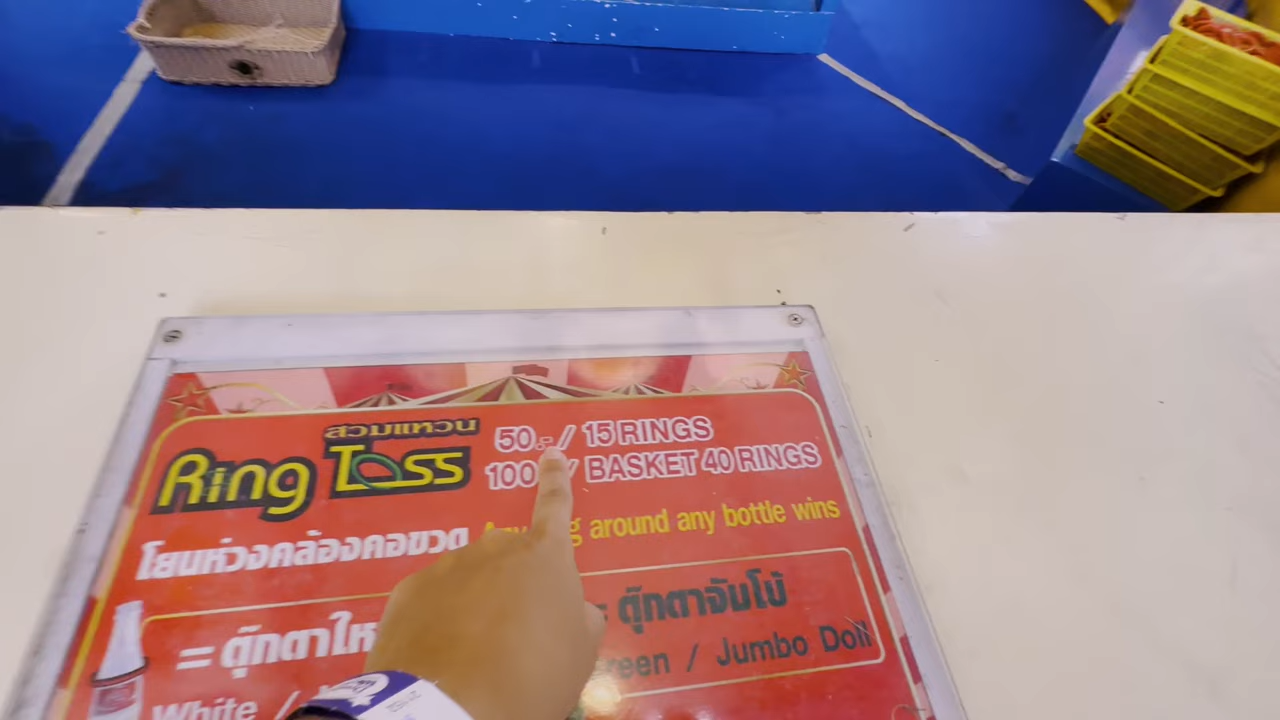 สวมแหวน
Ring Toss
50.-/ 15 RINGS
100 / BASKET 40 RINGS
โยนห่วงคล้องคอขวด
around any bottle wins
= ตุ๊กตาให
= ตุ๊กตาจัมโบ้
White /
/ Jumbo Doll